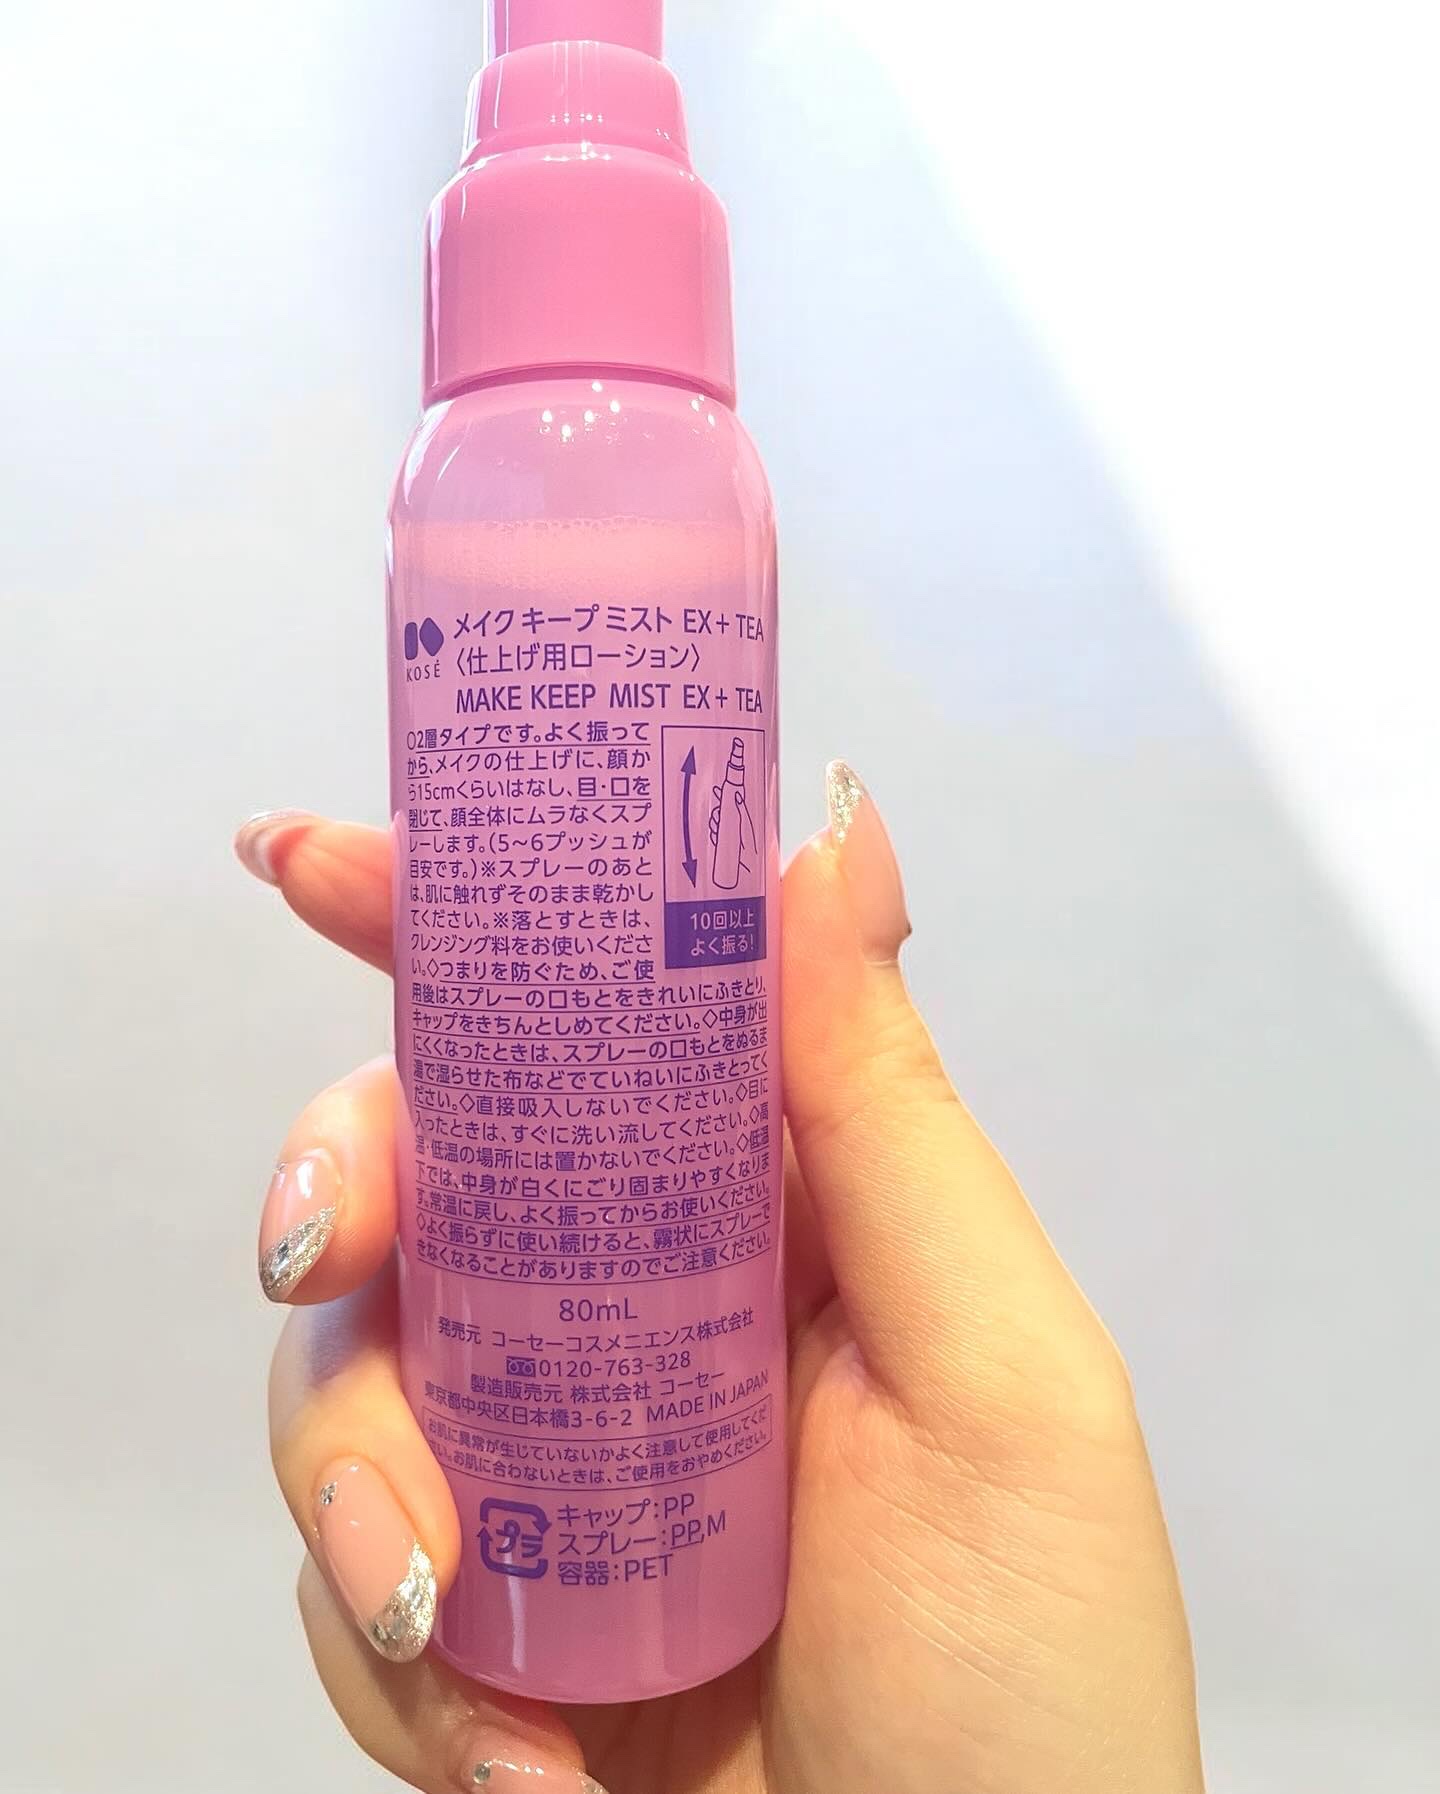 メイク キープ ミスト EX+ TEA
KOSÉ
〈仕上げ用ローション〉
MAKE KEEP MIST EX+ TEA
○2層タイプです。よく振って
から、メイクの仕上げに、顔か
ら15cmくらいはなし、目・口を
閉じて、顔全体にムラなくスプ
レーします。(5～6プッシュが
目安です。)※スプレーのあと
は、肌に触れずそのまま乾かし
てください。※落とすときは、
クレンジング料をお使いくださ
い。◇つまりを防ぐため、ご使
用後はスプレーの口もとをきれいにふきとり、
キャップをきちんとしめてください。◇中身が出
にくくなったときは、スプレーの口もとをぬるま
湯で湿らせた布などでていねいにふきとってく
ださい。◇直接吸入しないでください。◇目に
入ったときは、すぐに洗い流してください。◇高
温・低温の場所には置かないでください。◇低温
下では、中身が白くにごり固まりやすくなりま
す。常温に戻し、よく振ってからお使いください。
◇よく振らずに使い続けると、霧状にスプレーで
きなくなることがありますのでご注意ください。
10回以上
よく振る!
80mL
発売元 コーセーコスメニエンス株式会社
0120-763-328
製造販売元 株式会社 コーセー
東京都中央区日本橋3-6-2 MADE IN JAPAN
お肌に異常が生じていないかよく注意して使用してくだ
さい。お肌に合わないときは、ご使用をおやめください。
プラ
キャップ:PP
スプレー:PP,M
容器:PET